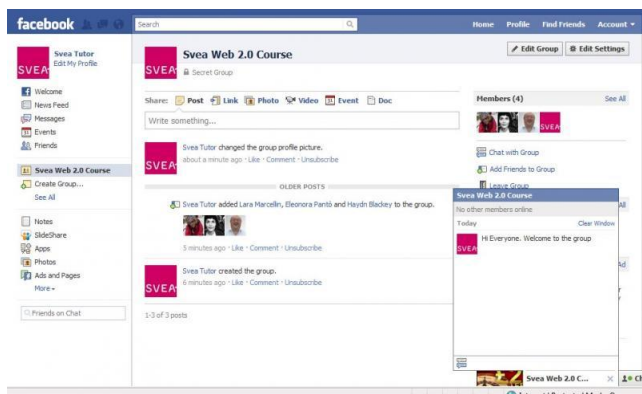 facebook
Search
Home Profile Find Friends Account
Svea Tutor
Edit My Profile
SVEA
Welcome
News Feed
Messages
Events
Friends
Svea Web 2.0 Course
Create Group...
See All
Notes
SlideShare
Apps
Photos
Ads and Pages
More
Friends on Chat
SVEA
Svea Web 2.0 Course
Secret Group
Edit Group
Edit Settings
Share: Post Link Photo Video Event Doc
Write something...
SVEA
Svea Tutor changed the group profile picture.
about a minute ago · Like · Comment · Unsubscribe
OLDER POSTS
Svea Tutor added Lara Marcellin, Eleonora Pantò and Haydn Blackey to the group.
5 minutes ago · Like · Comment · Unsubscribe
SVEA
Svea Tutor created the group.
6 minutes ago · Like · Comment · Unsubscribe
1-3 of 3 posts
Members (4) See All
SVEA
Chat with Group
Add Friends to Group
Leave Group
All
Ad
Svea Web 2.0 Course
No other members online
Today Clear Window
SVEA
Hi Everyone. Welcome to the group
Svea Web 2.0 C... x